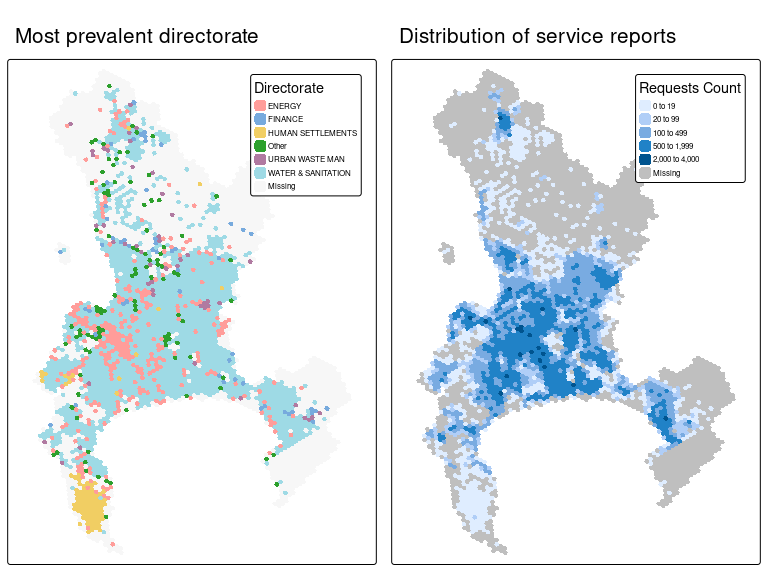 Most prevalent directorate
Directorate
ENERGY
FINANCE
HUMAN SETTLEMENTS
Other
URBAN WASTE MAN
WATER & SANITATION
Missing
Distribution of service reports
Requests Count
0 to 19
20 to 99
100 to 499
500 to 1,999
2,000 to 4,000
Missing